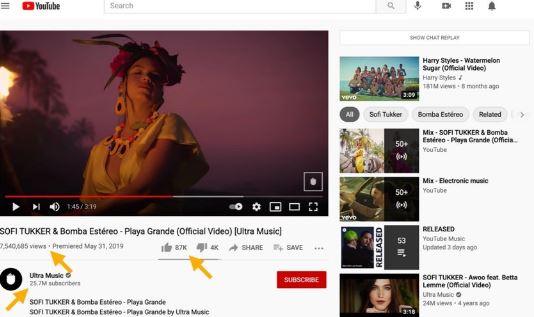 YouTube
Search
1:45 / 3:19
SOFI TUKKER & Bomba Estéreo - Playa Grande (Official Video) [Ultra Music]
7,540,685 views • Premiered May 31, 2019
87K
4K
SHARE
SAVE
Ultra Music
25.7M subscribers
SUBSCRIBE
SOFI TUKKER & Bomba Estéreo - Playa Grande
SOFI TUKKER & Bomba Estéreo - Playa Grande by Ultra Music
SHOW CHAT REPLAY
vevo
3:09
Harry Styles - Watermelon
Sugar (Official Video)
Harry Styles
181M views • 8 months ago
All
Sofi Tukker
Bomba Estéreo
Related
50+
Mix - SOFI TUKKER & Bomba
Estéreo - Playa Grande (Officia...
YouTube
vevo
50+
Mix - Electronic music
YouTube
RELEASED
53
RELEASED
YouTube Music
Updated 3 days ago
3:18
SOFI TUKKER - Awoo feat. Betta
Lemme (Official Video)
Ultra Music
24M views • 4 years ago